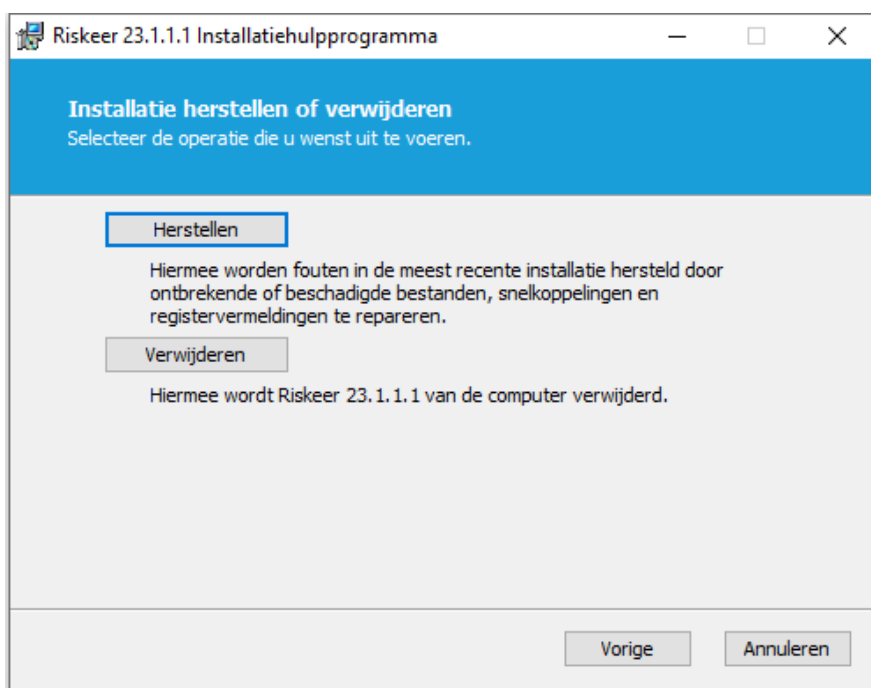 Riskeer 23.1.1.1 Installatiehulpprogramma
Installatie herstellen of verwijderen
Selecteer de operatie die u wenst uit te voeren.
Herstellen
Hiermee worden fouten in de meest recente installatie hersteld door
ontbrekende of beschadigde bestanden, snelkoppelingen en
registervermeldingen te repareren.
Verwijderen
Hiermee wordt Riskeer 23.1.1.1 van de computer verwijderd.
Vorige
Annuleren